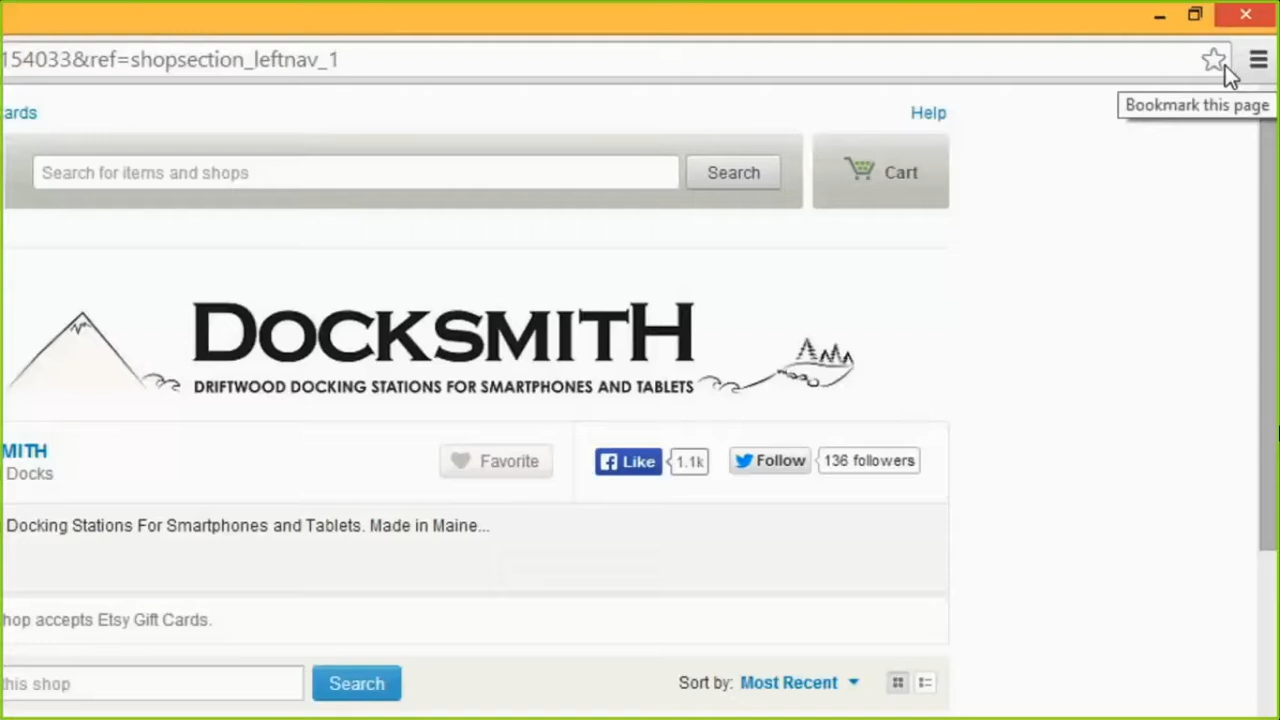 154033&ref=shopsection_leftnav_1
Bookmark this page
ards
Help
Search for items and shops
Search
Cart
DOCKSMITH
DRIFTWOOD DOCKING STATIONS FOR SMARTPHONES AND TABLETS
MITH
Docks
Favorite
Like
1.1k
Follow
136 followers
Docking Stations For Smartphones and Tablets. Made in Maine...
hop accepts Etsy Gift Cards.
this shop
Search
Sort by: Most Recent